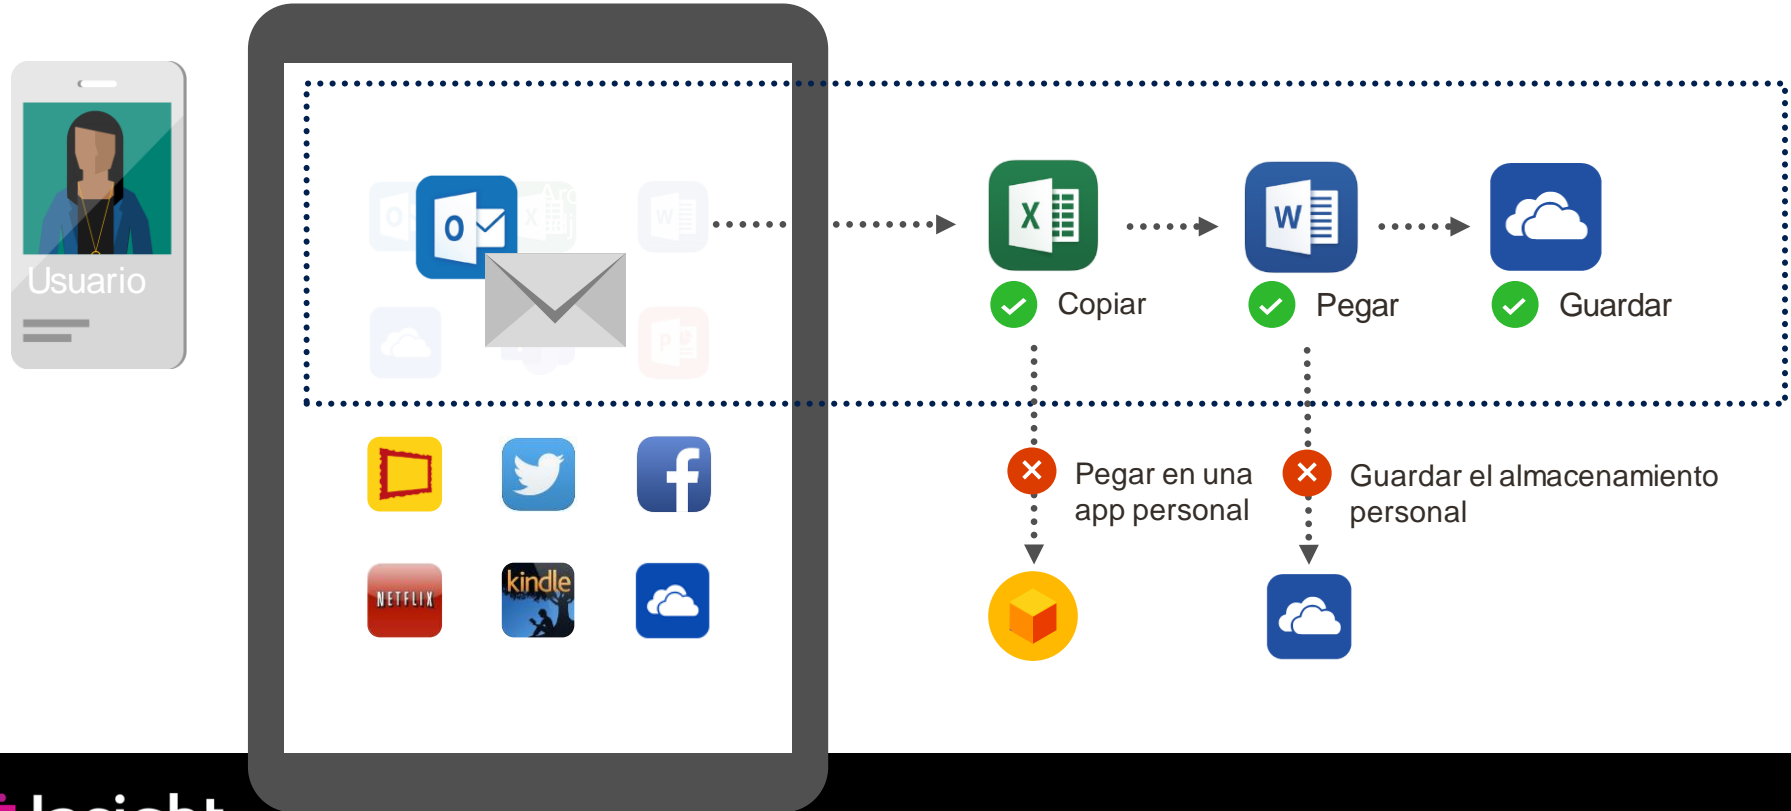 Usuario
Copiar
Pegar
Guardar
Pegar en una
app personal
Guardar el almacenamiento
personal
NETFLIX
kindle